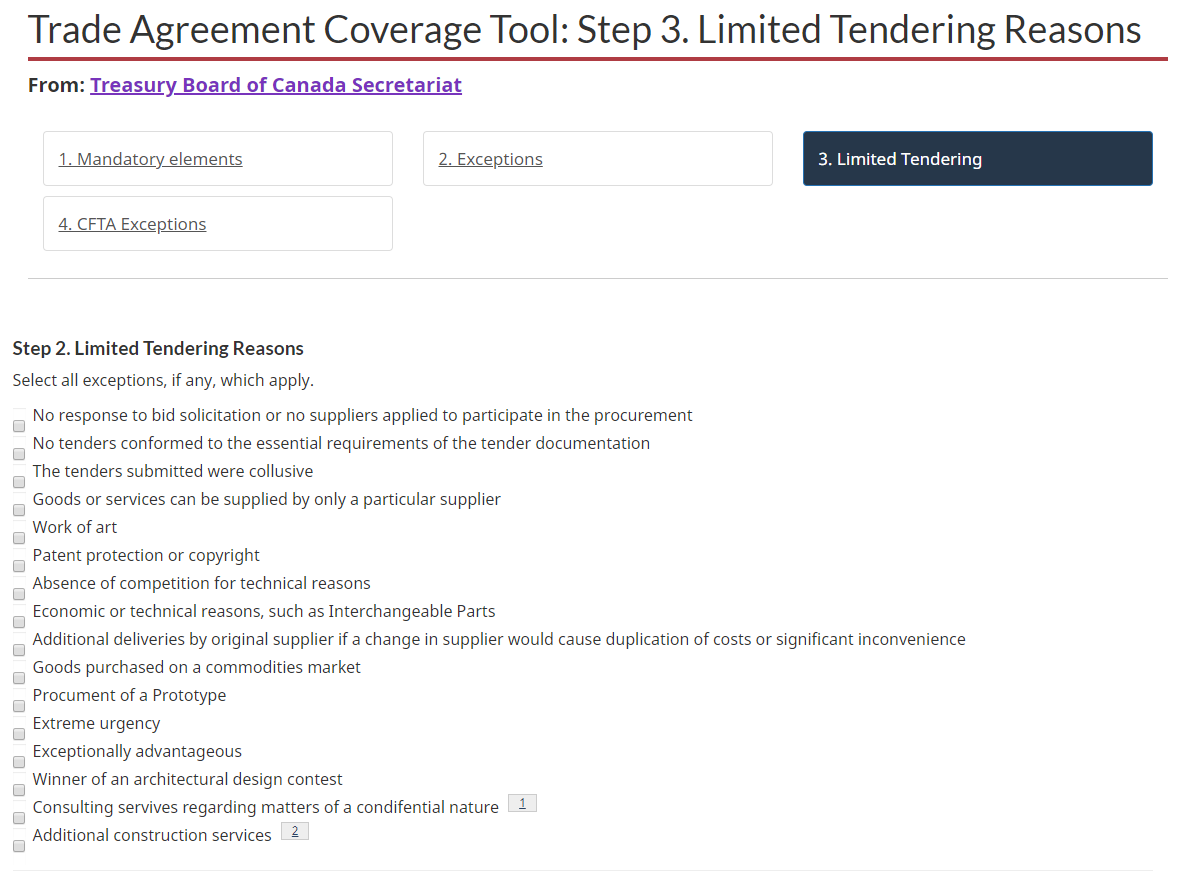 Trade Agreement Coverage Tool: Step 3. Limited Tendering Reasons
From: Treasury Board of Canada Secretariat
1. Mandatory elements
2. Exceptions
3. Limited Tendering
4. CFTA Exceptions
Step 2. Limited Tendering Reasons
Select all exceptions, if any, which apply.
No response to bid solicitation or no suppliers applied to participate in the procurement
No tenders conformed to the essential requirements of the tender documentation
The tenders submitted were collusive
Goods or services can be supplied by only a particular supplier
Work of art
Patent protection or copyright
Absence of competition for technical reasons
Economic or technical reasons, such as Interchangeable Parts
Additional deliveries by original supplier if a change in supplier would cause duplication of costs or significant inconvenience
Goods purchased on a commodities market
Procument of a Prototype
Extreme urgency
Exceptionally advantageous
Winner of an architectural design contest
Consulting servives regarding matters of a condifential nature 1
Additional construction services 2